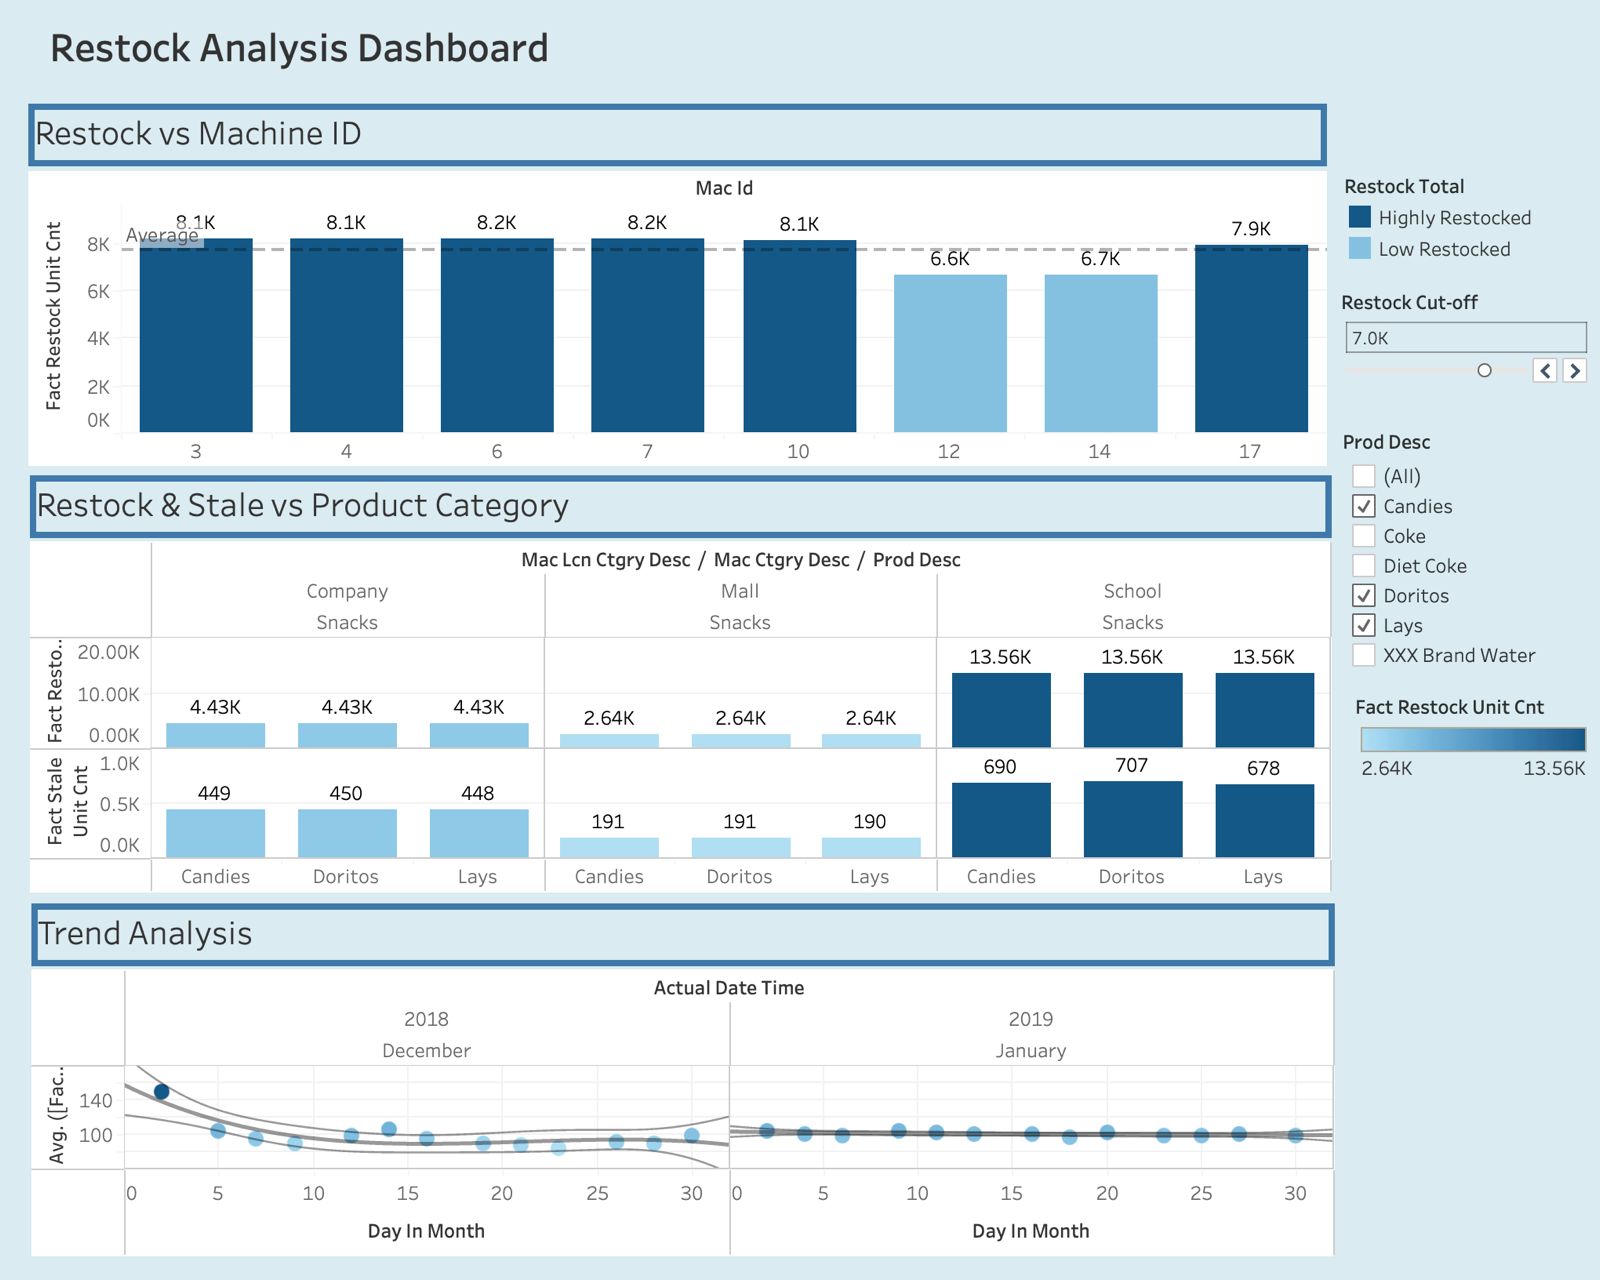 Restock Analysis Dashboard
Restock vs Machine ID
Mac Id
Fact Restock Unit Cnt
8K
6K
4K
2K
0K
Average
8.1K 8.1K 8.2K 8.2K 8.1K 6.6K 6.7K 7.9K
3 4 6 7 10 12 14 17
Restock Total
Highly Restocked
Low Restocked
Restock Cut-off
7.0K
Prod Desc
(All)
Candies
Coke
Diet Coke
Doritos
Lays
XXX Brand Water
Fact Restock Unit Cnt
2.64K 13.56K
Restock & Stale vs Product Category
Mac Lcn Ctgry Desc / Mac Ctgry Desc / Prod Desc
Company Mall School
Snacks Snacks Snacks
Fact Resto..
20.00K
10.00K
0.00K
4.43K 4.43K 4.43K 2.64K 2.64K 2.64K 13.56K 13.56K 13.56K
Fact Stale
Unit Cnt
1.0K
0.5K
0.0K
449 450 448 191 191 190 690 707 678
Candies Doritos Lays Candies Doritos Lays Candies Doritos Lays
Trend Analysis
Actual Date Time
2018 2019
December January
Avg. ([Fac..
140
100
0 5 10 15 20 25 30 0 5 10 15 20 25 30
Day In Month Day In Month